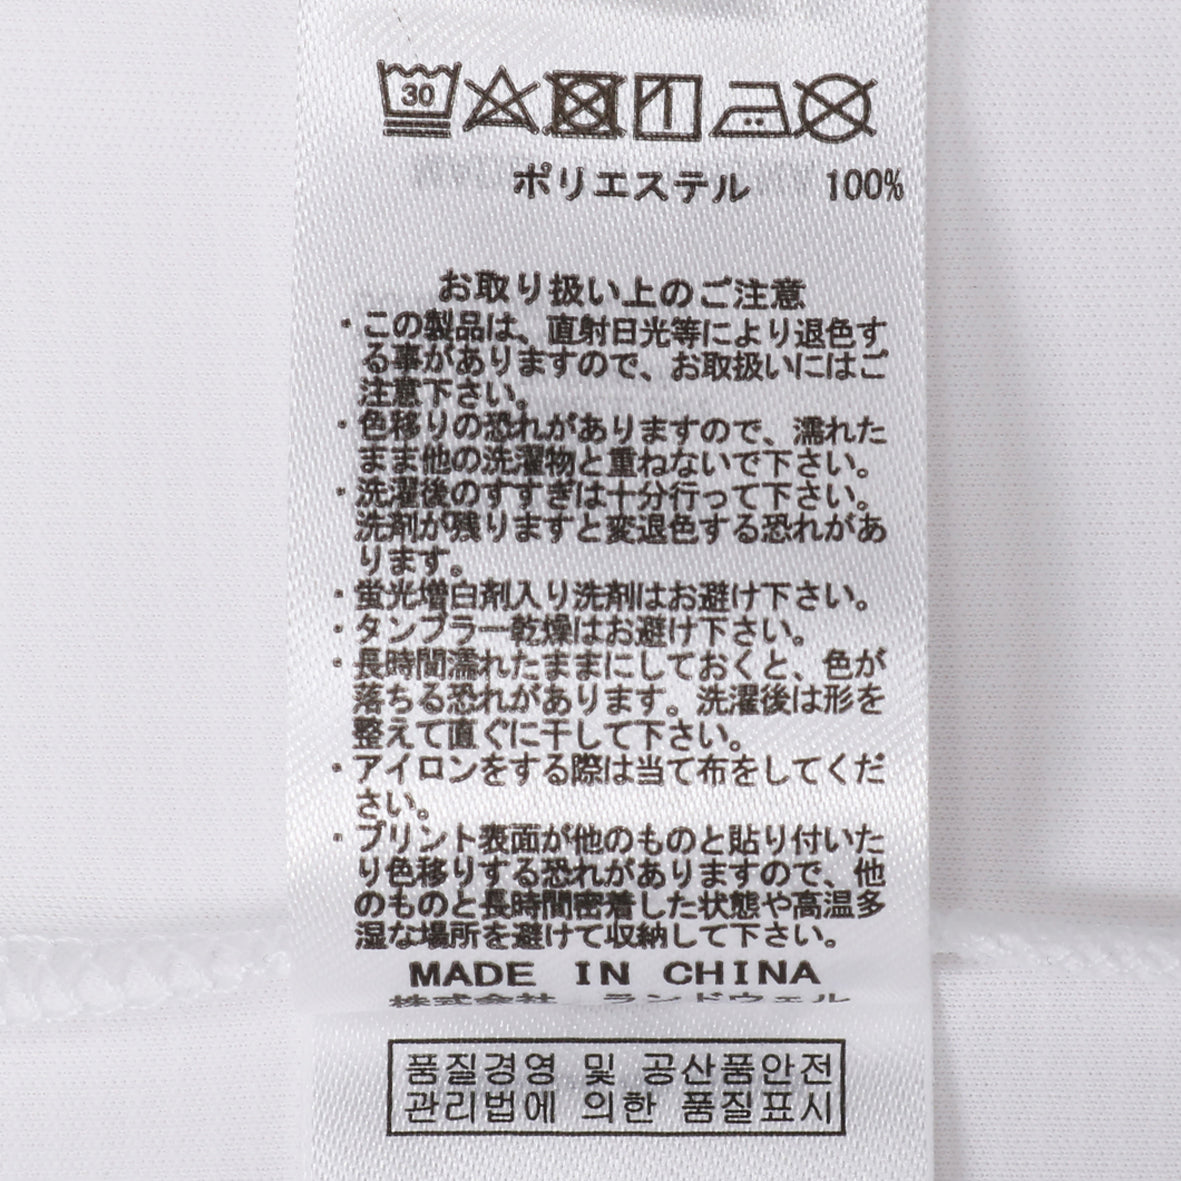 30
ポリエステル 100%
お取り扱い上のご注意
・この製品は、直射日光等により退色す
る事がありますので、お取扱いにはご
注意下さい。
・色移りの恐れがありますので、濡れた
まま他の洗濯物と重ねないで下さい。
・洗濯後のすすぎは十分行って下さい。
洗剤が残りますと変退色する恐れがあ
ります。
・蛍光増白剤入り洗剤はお避け下さい。
・タンブラー乾燥はお避け下さい。
・長時間濡れたままにしておくと、色が
落ちる恐れがあります。洗濯後は形を
整えて直ぐに干して下さい。
・アイロンをする際は当て布をしてくだ
さい。
・プリント表面が他のものと貼り付いた
り色移りする恐れがありますので、他
のものと長時間密着した状態や高温多
湿な場所を避けて収納して下さい。
MADE IN CHINA
株式会社 ランドウェル
품질경영 및 공산품안전
관리법에 의한 품질표시